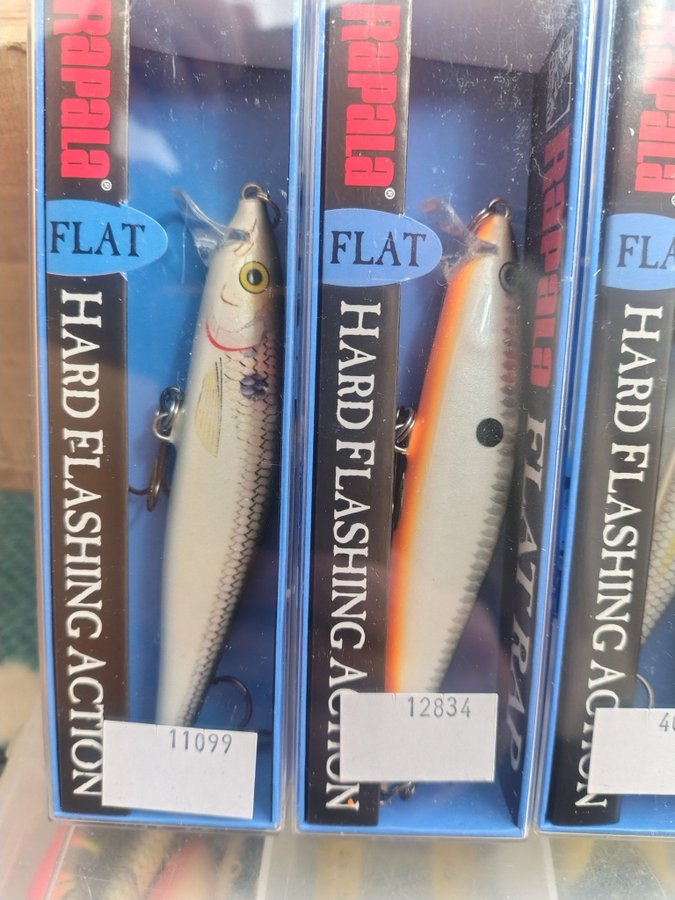 Rapala®
FLAT
HARD FLASHING ACTION
11099
Rapala®
FLAT
HARD FLASHING ACTION
12834
Rapala
FLAT RAP
Rapala
HARD FLASHING ACTION